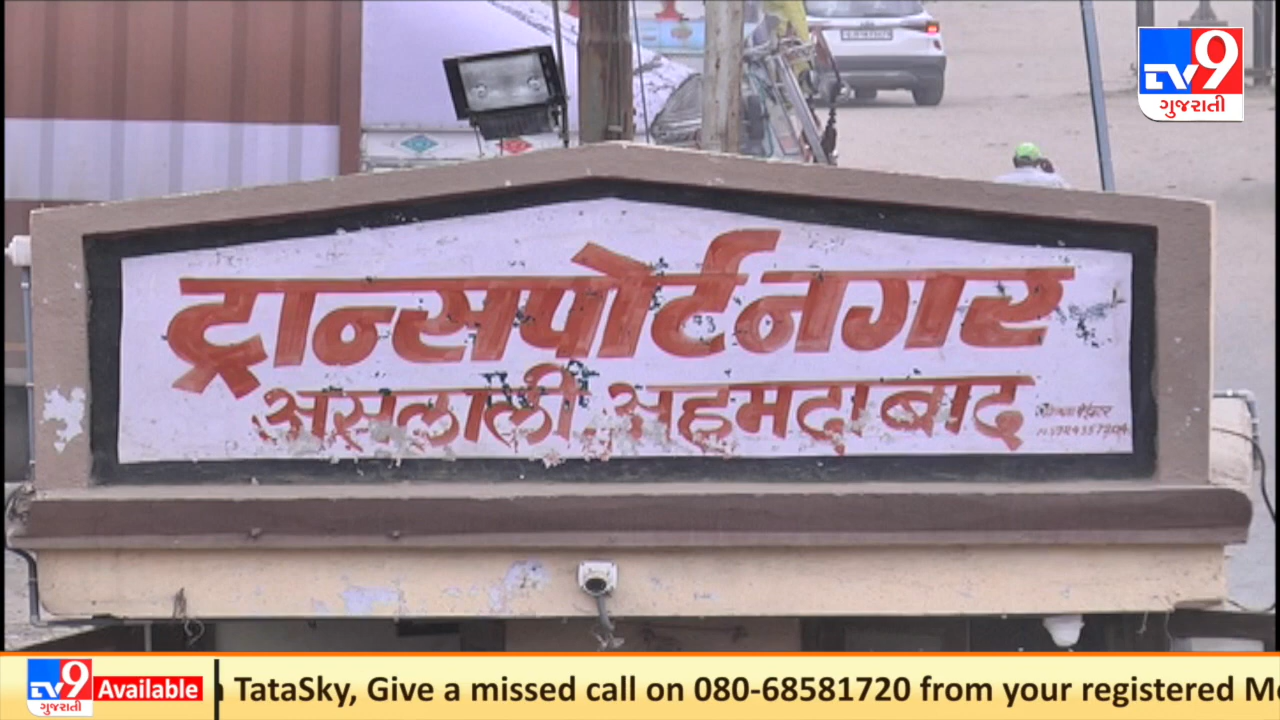 TV9
ગુજરાતી
ट्रान्सपोर्टनगर
असलाली. अहमदाबाद
TV9 ગુજરાતી Available TataSky, Give a missed call on 080-68581720 from your registered